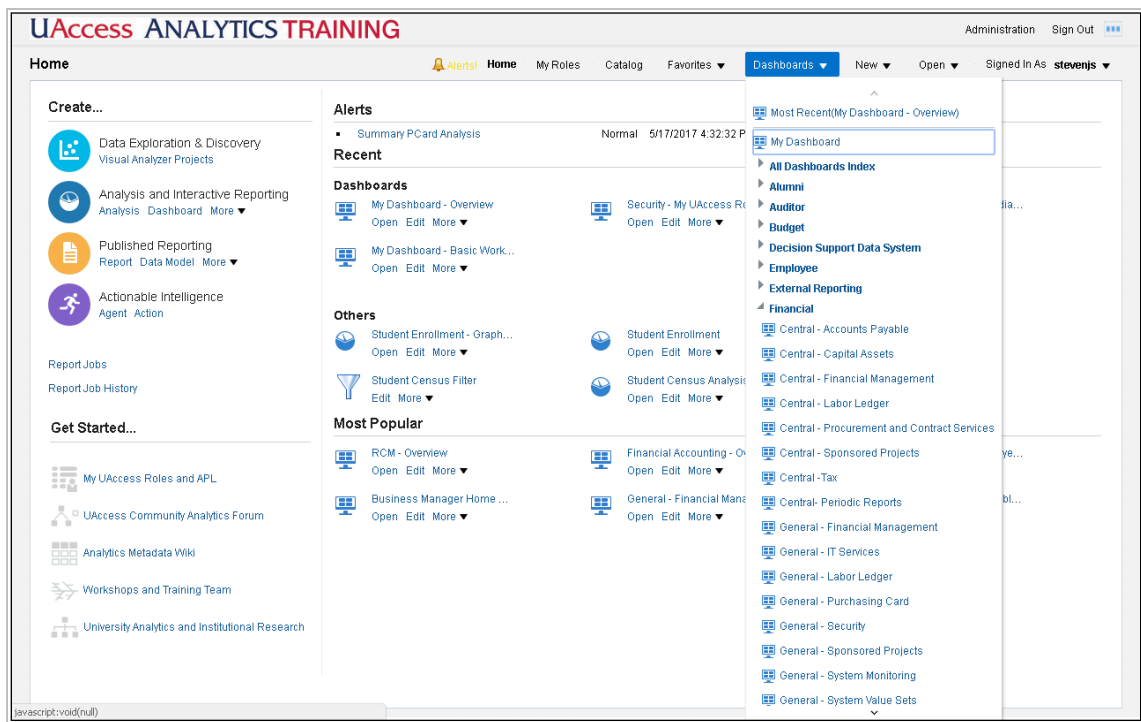 UACCESS ANALYTICS TRAINING
Administration Sign Out
Home
Alerts! Home My Roles Catalog Favorites Dashboards New Open Signed In As stevenjs
Create...
Data Exploration & Discovery
Visual Analyzer Projects
Analysis and Interactive Reporting
Analysis Dashboard More
Published Reporting
Report Data Model More
Actionable Intelligence
Agent Action
Report Jobs
Report Job History
Get Started...
My UAccess Roles and APL
UAccess Community Analytics Forum
Analytics Metadata Wiki
Workshops and Training Team
University Analytics and Institutional Research
Alerts
Summary PCard Analysis Normal 5/17/2017 4:32:32 P
Recent
Dashboards
My Dashboard - Overview
Open Edit More
Security - My UAccess Ro
Open Edit More
dia...
My Dashboard - Basic Work...
Open Edit More
Others
Student Enrollment - Graph...
Open Edit More
Student Enrollment
Open Edit More
Student Census Filter
Edit More
Student Census Analysis
Open Edit More
Most Popular
RCM - Overview
Open Edit More
Financial Accounting - Ov
Open Edit More
ye...
Business Manager Home ...
Open Edit More
General - Financial Mana
Open Edit More
bl...
Most Recent(My Dashboard - Overview)
My Dashboard
All Dashboards Index
Alumni
Auditor
Budget
Decision Support Data System
Employee
External Reporting
Financial
Central - Accounts Payable
Central - Capital Assets
Central - Financial Management
Central - Labor Ledger
Central - Procurement and Contract Services
Central - Sponsored Projects
Central -Tax
Central- Periodic Reports
General - Financial Management
General - IT Services
General - Labor Ledger
General - Purchasing Card
General - Security
General - Sponsored Projects
General - System Monitoring
General - System Value Sets
javascript:void(null)